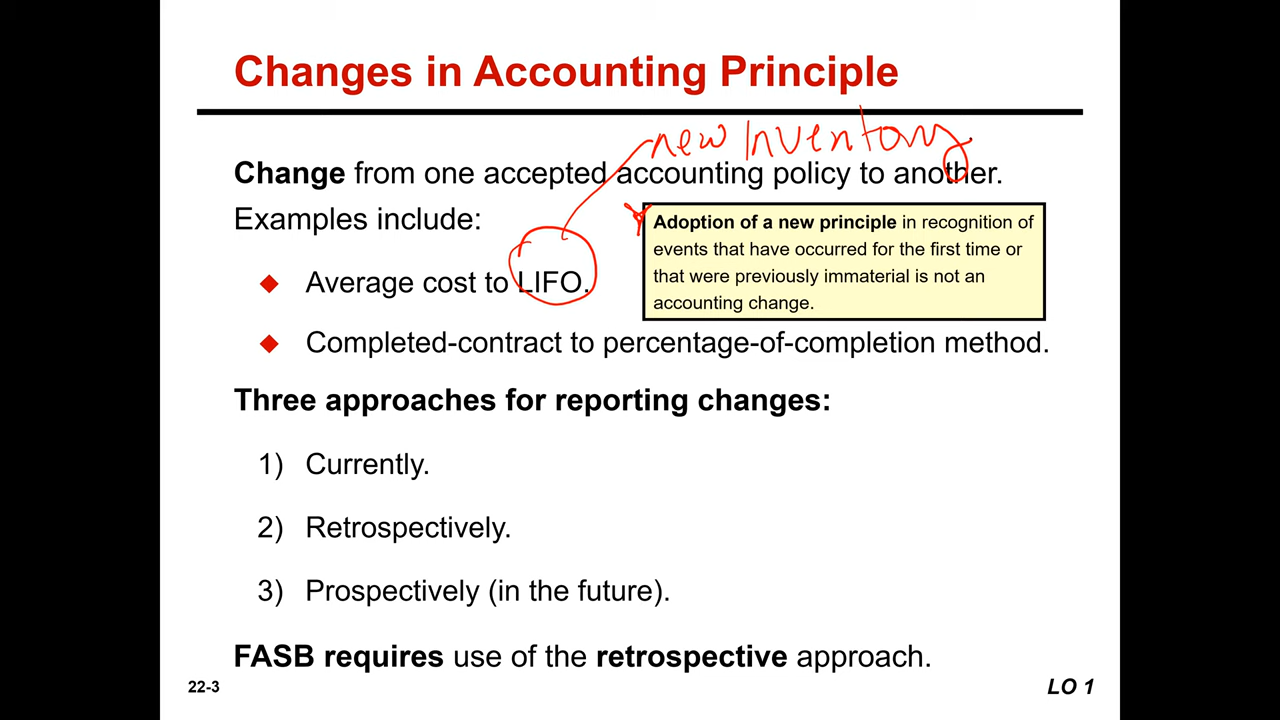 Changes in Accounting Principle
new Inventory
Change from one accepted accounting policy to another.
Examples include:
Adoption of a new principle in recognition of
events that have occurred for the first time or
that were previously immaterial is not an
accounting change.
◆ Average cost to LIFO.
◆ Completed-contract to percentage-of-completion method.
Three approaches for reporting changes:
1) Currently.
2) Retrospectively.
3) Prospectively (in the future).
FASB requires use of the retrospective approach.
22-3
LO 1